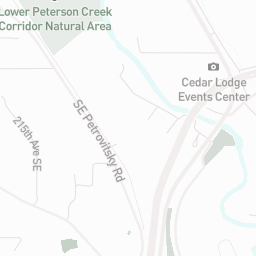 Lower Peterson Creek
Corridor Natural Area
Cedar Lodge
Events Center
SE Petrovitsky Rd
215th Ave SE